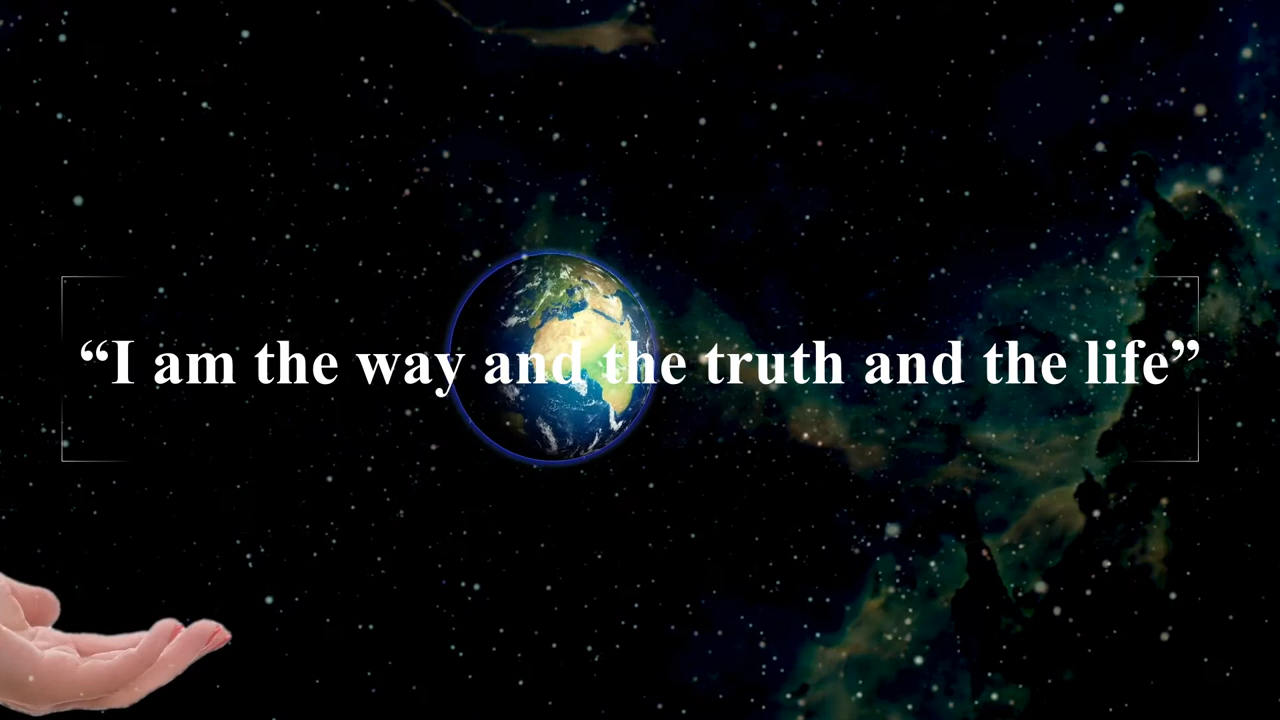 “I am the way and the truth and the life”